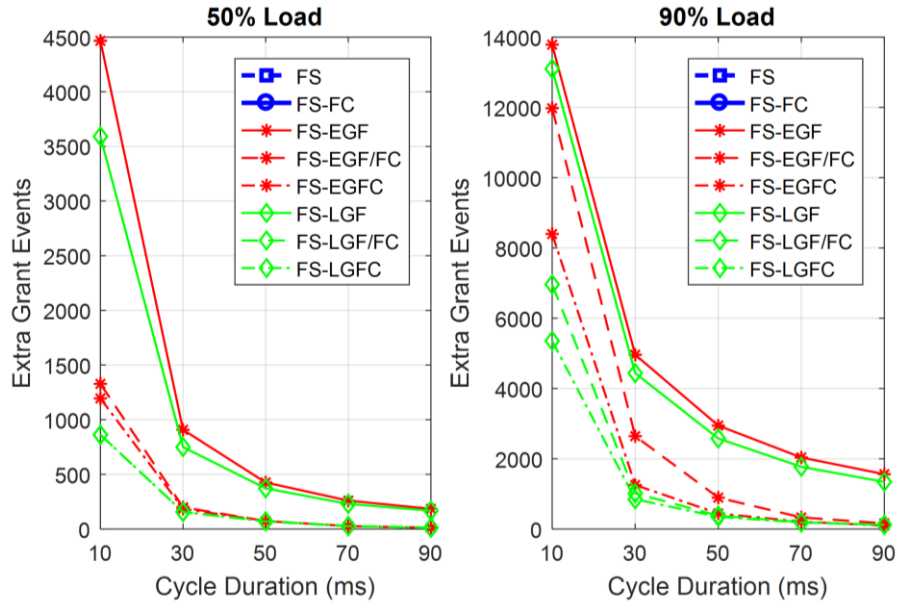 50% Load
Extra Grant Events
4500
4000
3500
3000
2500
2000
1500
1000
500
0
10
30
50
70
90
Cycle Duration (ms)
FS
FS-FC
FS-EGF
FS-EGF/FC
FS-EGFC
FS-LGF
FS-LGF/FC
FS-LGFC
90% Load
Extra Grant Events
14000
12000
10000
8000
6000
4000
2000
0
10
30
50
70
90
Cycle Duration (ms)
FS
FS-FC
FS-EGF
FS-EGF/FC
FS-EGFC
FS-LGF
FS-LGF/FC
FS-LGFC